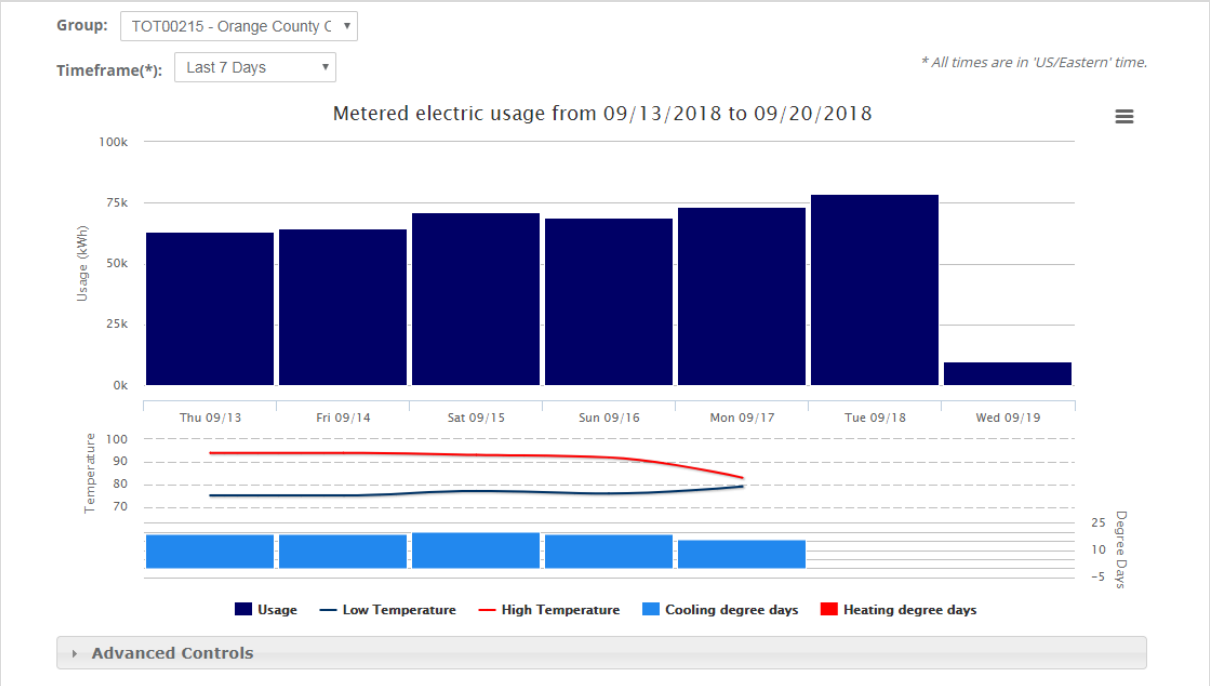 Group: TOT00215 - Orange County C
Timeframe(*): Last 7 Days
* All times are in 'US/Eastern' time.
Metered electric usage from 09/13/2018 to 09/20/2018
Usage (kWh)
100k
75k
50k
25k
0k
Thu 09/13 Fri 09/14 Sat 09/15 Sun 09/16 Mon 09/17 Tue 09/18 Wed 09/19
Temperature
100
90
80
70
Degree Days
25
10
−5
Usage Low Temperature High Temperature Cooling degree days Heating degree days
Advanced Controls